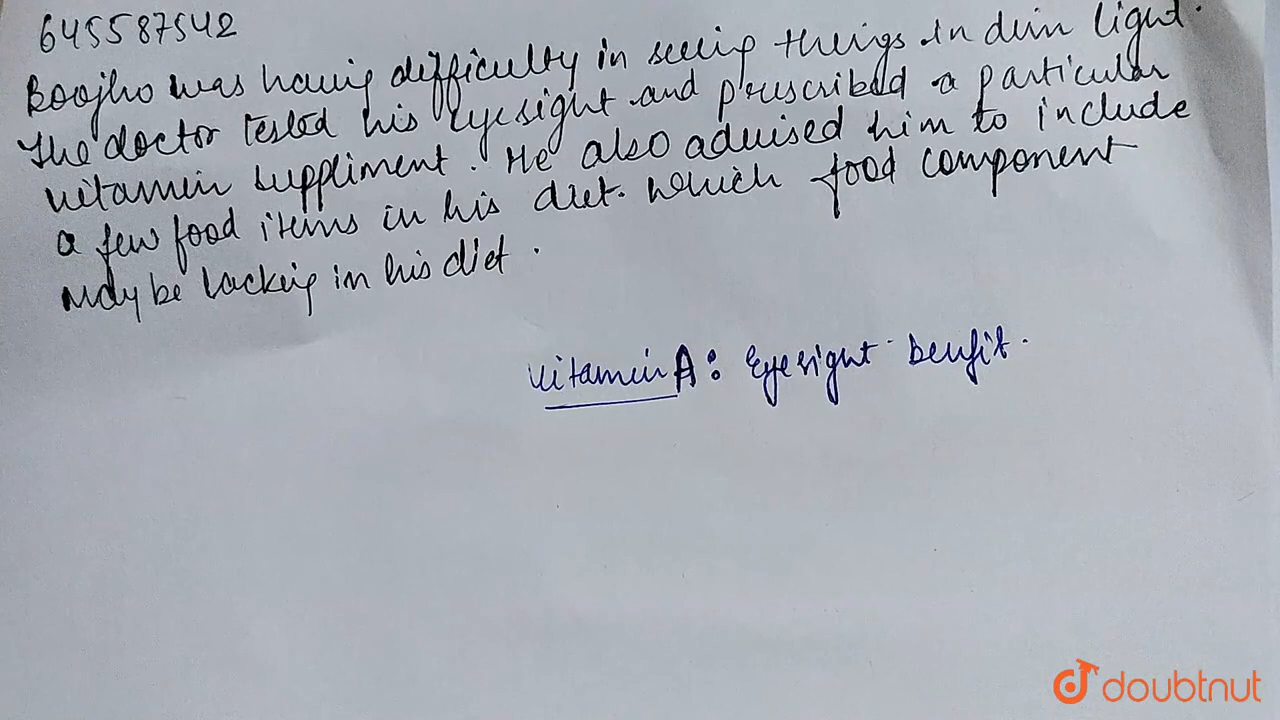 645587542
Boojho was having difficulty in seeing things in dim light.
The doctor tested his eyesight and prescribed a particular
vitamin suppliment. He also advised him to include
a few food items in his diet. which food component
may be lacking in his diet.
vitamin A: Eyesight benfit.
doubtnut